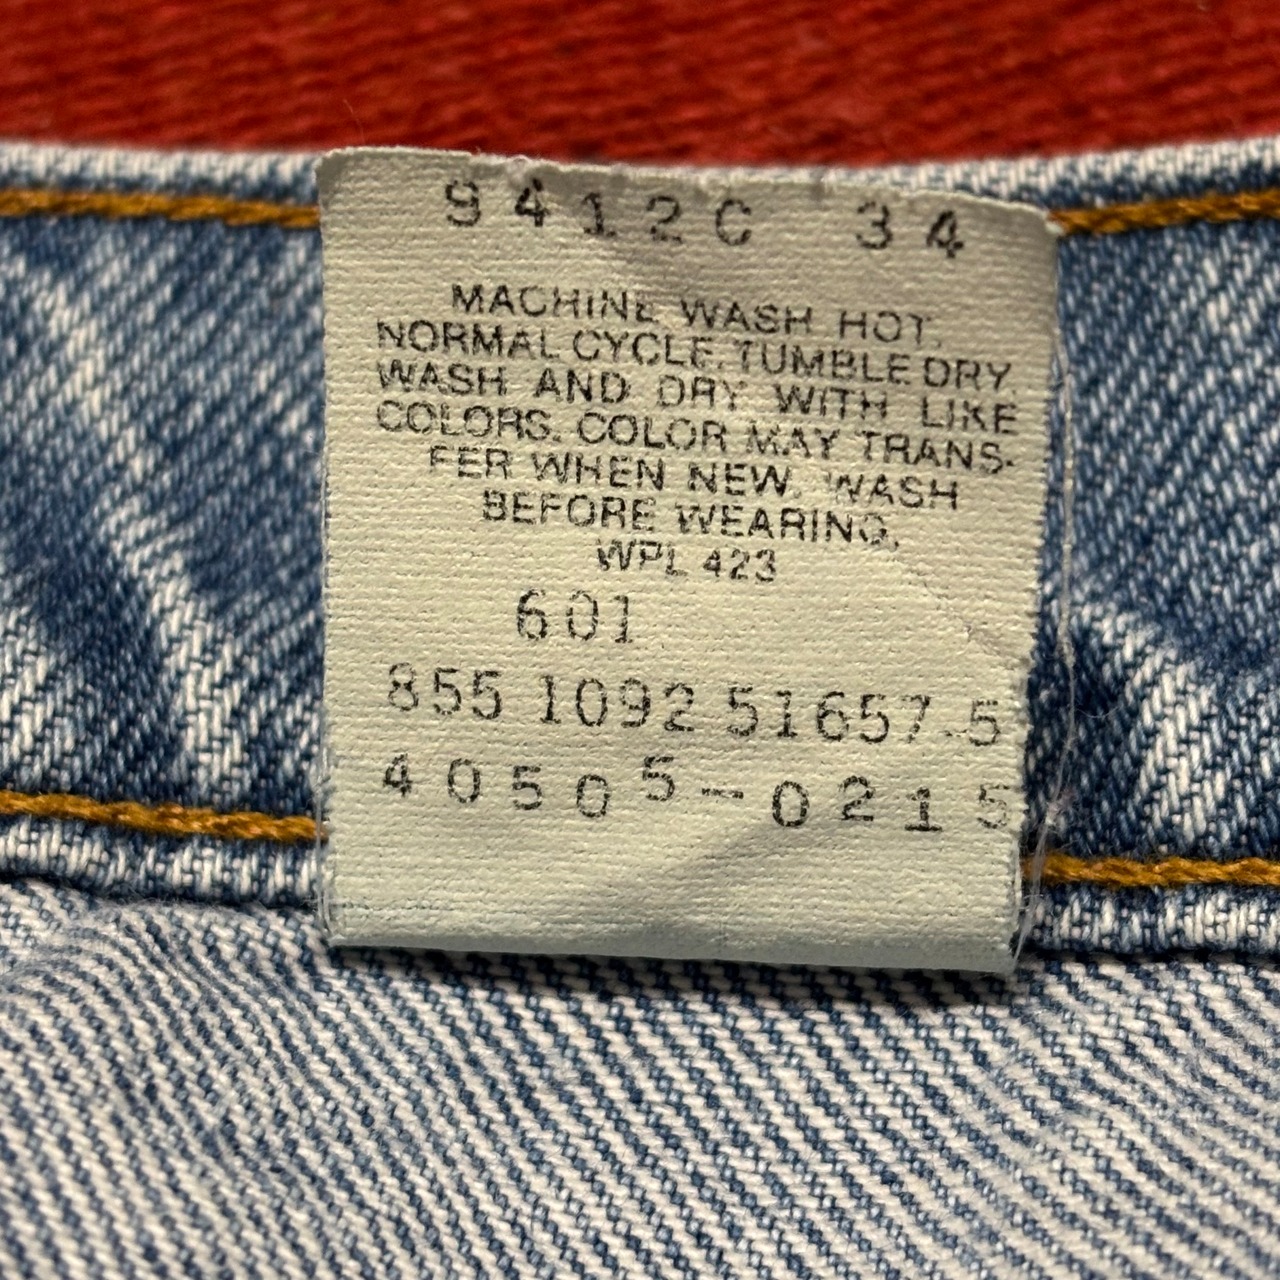 9412C 34
MACHINE WASH HOT.
NORMAL CYCLE. TUMBLE DRY
WASH AND DRY WITH LIKE
COLORS. COLOR MAY TRANS-
FER WHEN NEW. WASH
BEFORE WEARING.
WPL 423
601
855 1092 51657-5
40505-0215